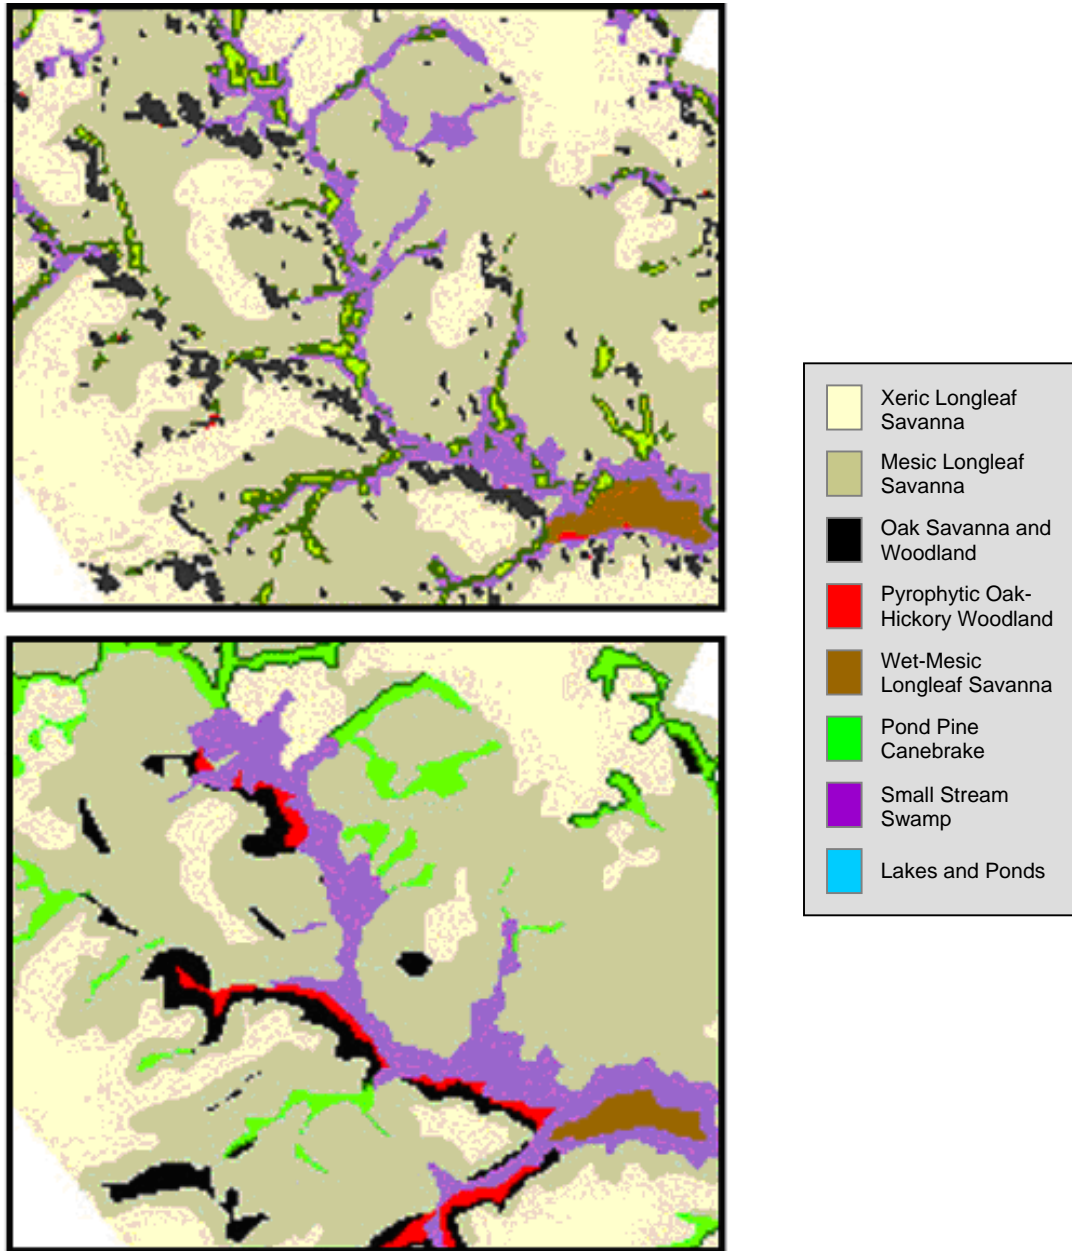 Xeric Longleaf
Savanna
Mesic Longleaf
Savanna
Oak Savanna and
Woodland
Pyrophytic Oak-
Hickory Woodland
Wet-Mesic
Longleaf Savanna
Pond Pine
Canebrake
Small Stream
Swamp
Lakes and Ponds